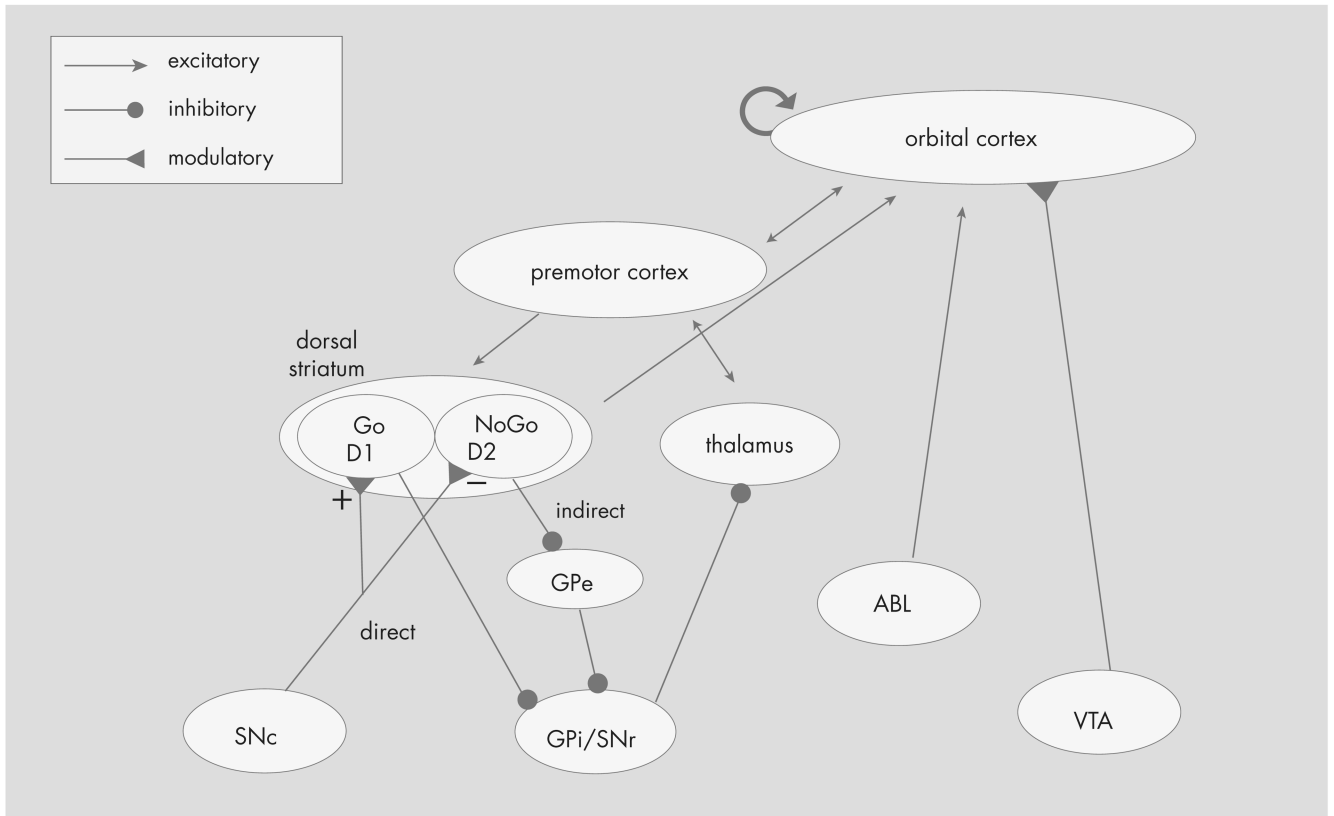 excitatory
inhibitory
modulatory
orbital cortex
premotor cortex
dorsal
striatum
Go
D1
NoGo
D2
thalamus
+
−
indirect
GPe
ABL
direct
SNc
GPi/SNr
VTA